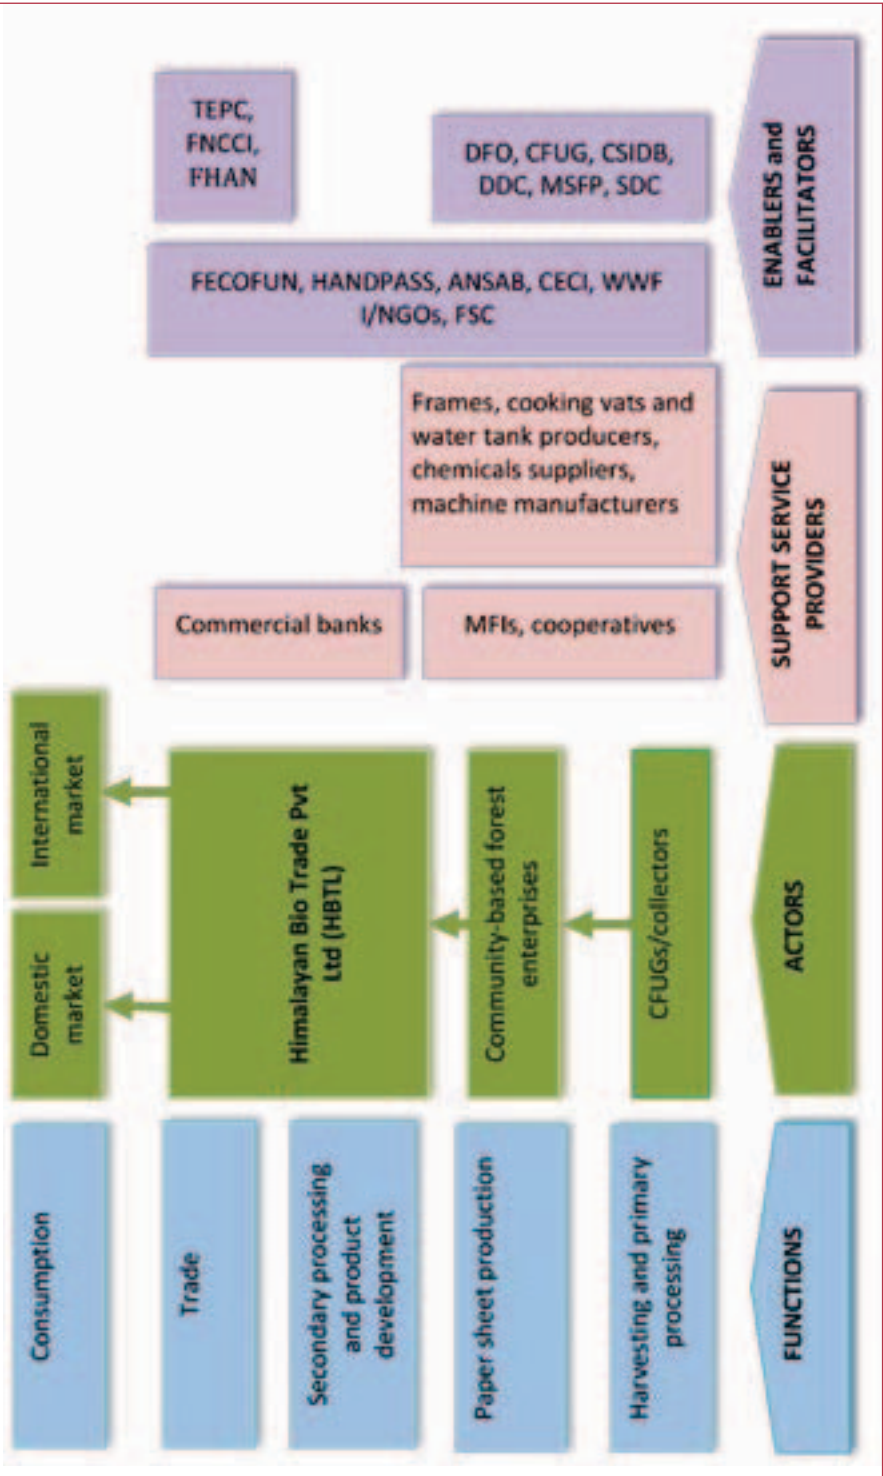 Consumption
Trade
Secondary processing
and product
development
Paper sheet production
Harvesting and primary
processing
FUNCTIONS
Domestic
market
International
market
Himalayan Bio Trade Pvt
Ltd (HBTL)
Community-based forest
enterprises
CFUGs/collectors
ACTORS
Commercial banks
MFIs, cooperatives
Frames, cooking vats and
water tank producers,
chemicals suppliers,
machine manufacturers
SUPPORT SERVICE
PROVIDERS
FECOFUN, HANDPASS, ANSAB, CECI, WWF
I/NGOs, FSC
TEPC,
FNCCI,
FHAN
DFO, CFUG, CSIDB,
DDC, MSFP, SDC
ENABLERS and
FACILITATORS